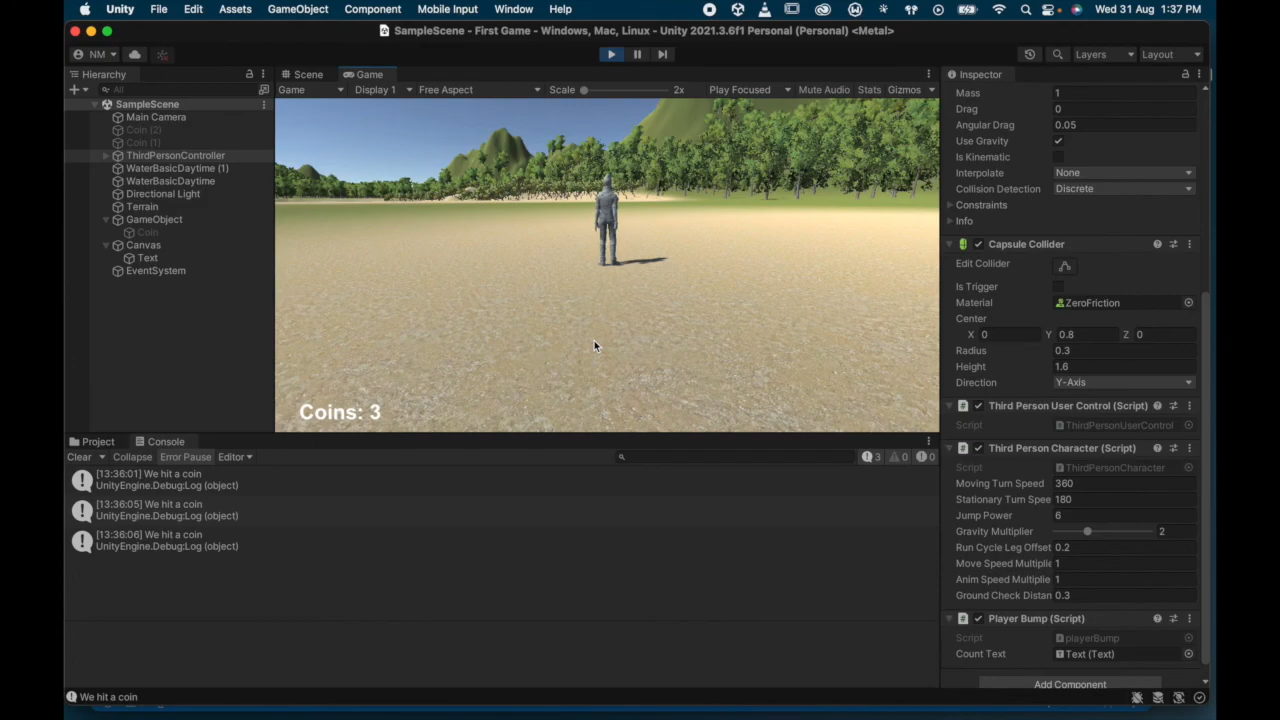 Unity File Edit Assets GameObject Component Mobile Input Window Help Wed 31 Aug 1:37 PM
SampleScene - First Game - Windows, Mac, Linux - Unity 2021.3.6f1 Personal (Personal) <Metal>
NM Layers Layout
Hierarchy
All
SampleScene
Main Camera
Coin (2)
Coin (1)
ThirdPersonController
WaterBasicDaytime (1)
WaterBasicDaytime
Directional Light
Terrain
GameObject
Coin
Canvas
Text
EventSystem
Scene Game
Game Display 1 Free Aspect Scale 2x Play Focused Mute Audio Stats Gizmos
Coins: 3
Project Console
Clear Collapse Error Pause Editor 3 0 0
[13:36:01] We hit a coin
UnityEngine.Debug:Log (object)
[13:36:05] We hit a coin
UnityEngine.Debug:Log (object)
[13:36:06] We hit a coin
UnityEngine.Debug:Log (object)
We hit a coin
Inspector
Mass 1
Drag 0
Angular Drag 0.05
Use Gravity
Is Kinematic
Interpolate None
Collision Detection Discrete
Constraints
Info
Capsule Collider
Edit Collider
Is Trigger
Material ZeroFriction
Center
X 0 Y 0.8 Z 0
Radius 0.3
Height 1.6
Direction Y-Axis
# Third Person User Control (Script)
Script ThirdPersonUserControl
# Third Person Character (Script)
Script ThirdPersonCharacter
Moving Turn Speed 360
Stationary Turn Spee 180
Jump Power 6
Gravity Multiplier 2
Run Cycle Leg Offset 0.2
Move Speed Multiplie 1
Anim Speed Multiplie 1
Ground Check Distan 0.3
# Player Bump (Script)
Script playerBump
Count Text Text (Text)
Add Component